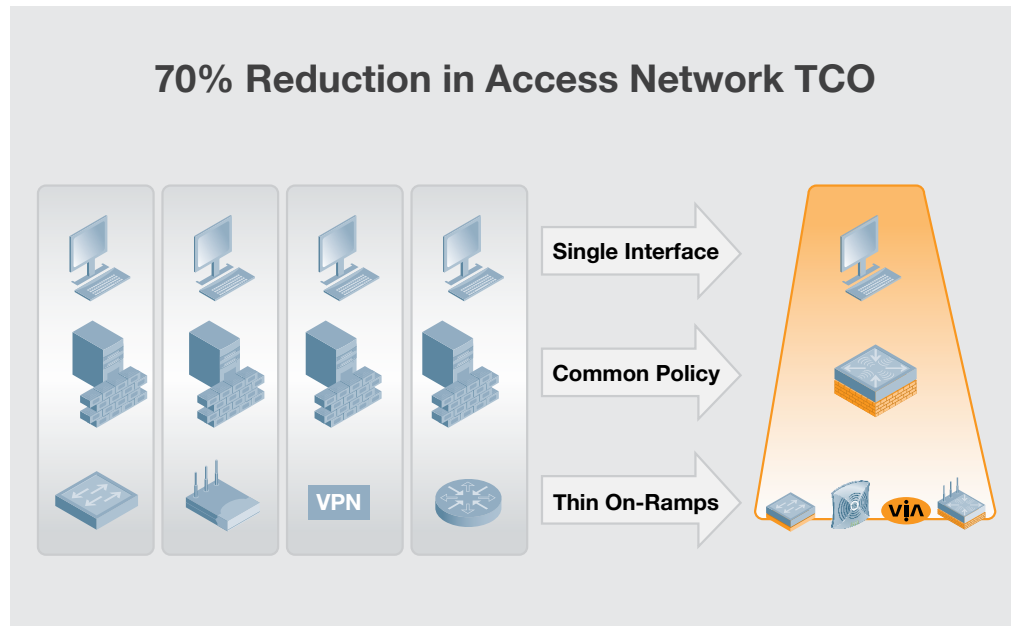 70% Reduction in Access Network TCO
Single Interface
Common Policy
VPN
Thin On-Ramps
VIA